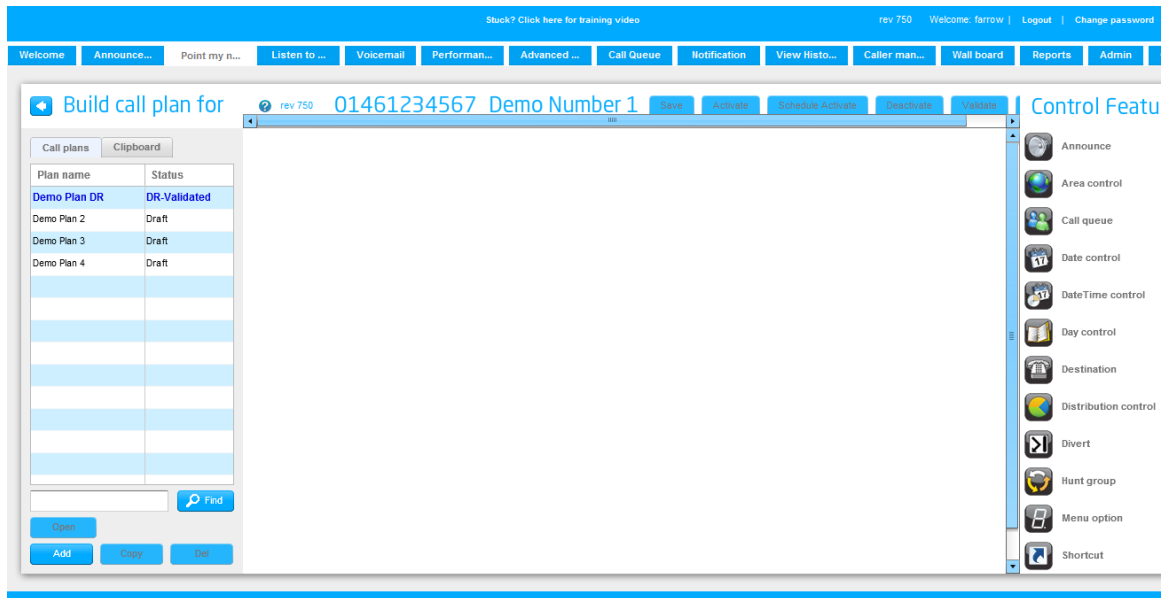 Stuck? Click here for training video
rev 750 Welcome: farrow | Logout | Change password
Welcome Announce... Point my n... Listen to ... Voicemail Performan... Advanced ... Call Queue Notification View Histo... Caller man... Wall board Reports Admin
Build call plan for
? rev 750 01461234567 Demo Number 1 Save Activate Schedule Activate Deactivate Validate
Control Featu
Call plans Clipboard
Plan name Status
Demo Plan DR DR-Validated
Demo Plan 2 Draft
Demo Plan 3 Draft
Demo Plan 4 Draft
Find
Open
Add Copy Del
Announce
Area control
Call queue
17 Date control
17 DateTime control
Day control
Destination
Distribution control
Divert
Hunt group
Menu option
Shortcut